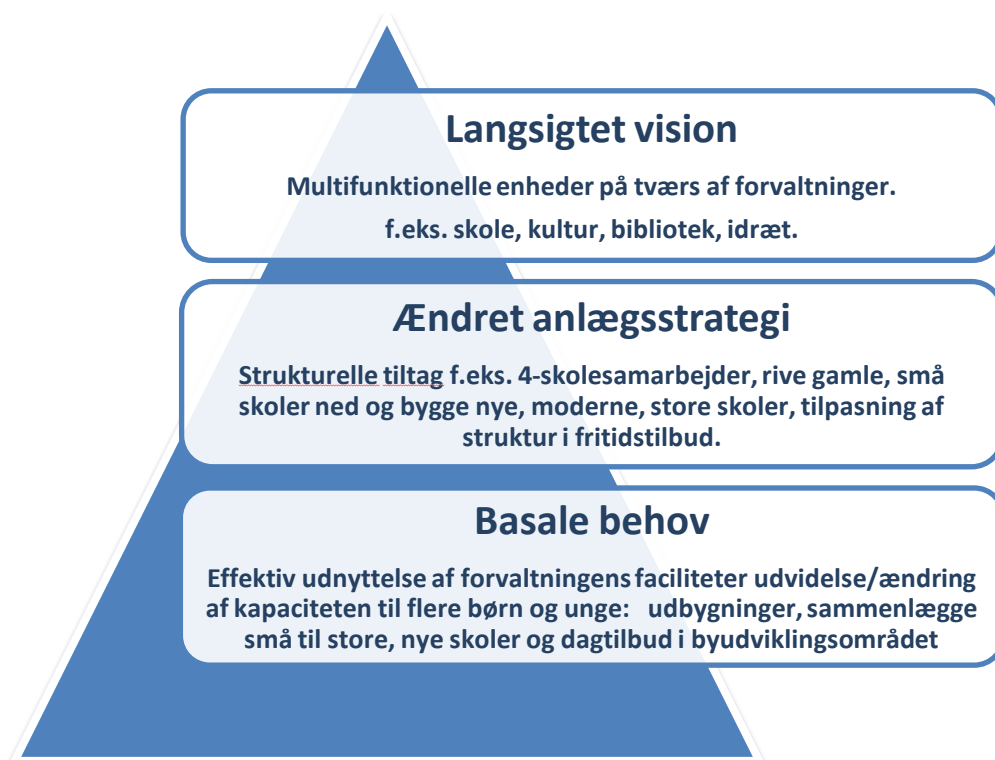 Langsigtet vision
Multifunktionelle enheder på tværs af forvaltninger.
f.eks. skole, kultur, bibliotek, idræt.
Ændret anlægsstrategi
Strukturelle tiltag f.eks. 4-skolesamarbejder, rive gamle, små
skoler ned og bygge nye, moderne, store skoler, tilpasning af
struktur i fritidstilbud.
Basale behov
Effektiv udnyttelse af forvaltningens faciliteter udvidelse/ændring
af kapaciteten til flere børn og unge: udbygninger, sammenlægge
små til store, nye skoler og dagtilbud i byudviklingsområdet